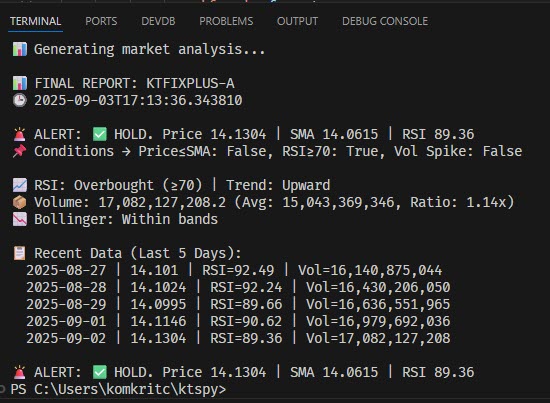 TERMINAL PORTS DEVDB PROBLEMS OUTPUT DEBUG CONSOLE
📊 Generating market analysis...
📊 FINAL REPORT: KTFIXPLUS-A
🕒 2025-09-03T17:13:36.343810
🚨 ALERT: ✅ HOLD. Price 14.1304 | SMA 14.0615 | RSI 89.36
📌 Conditions → Price≤SMA: False, RSI≥70: True, Vol Spike: False
📈 RSI: Overbought (≥70) | Trend: Upward
📦 Volume: 17,082,127,208.2 (Avg: 15,043,369,346, Ratio: 1.14x)
📉 Bollinger: Within bands
📋 Recent Data (Last 5 Days):
2025-08-27 | 14.101 | RSI=92.49 | Vol=16,140,875,044
2025-08-28 | 14.1024 | RSI=92.24 | Vol=16,430,206,050
2025-08-29 | 14.0995 | RSI=89.66 | Vol=16,636,551,965
2025-09-01 | 14.1146 | RSI=90.62 | Vol=16,979,692,036
2025-09-02 | 14.1304 | RSI=89.36 | Vol=17,082,127,208
🚨 ALERT: ✅ HOLD. Price 14.1304 | SMA 14.0615 | RSI 89.36
PS C:\Users\komkritc\ktspy>